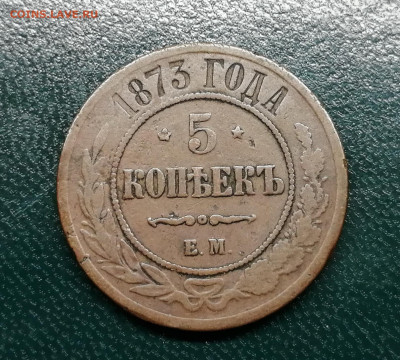 COINS.LAVE.RU
1873 ГОДА
5
КОПѢЕКЪ
Е.М.